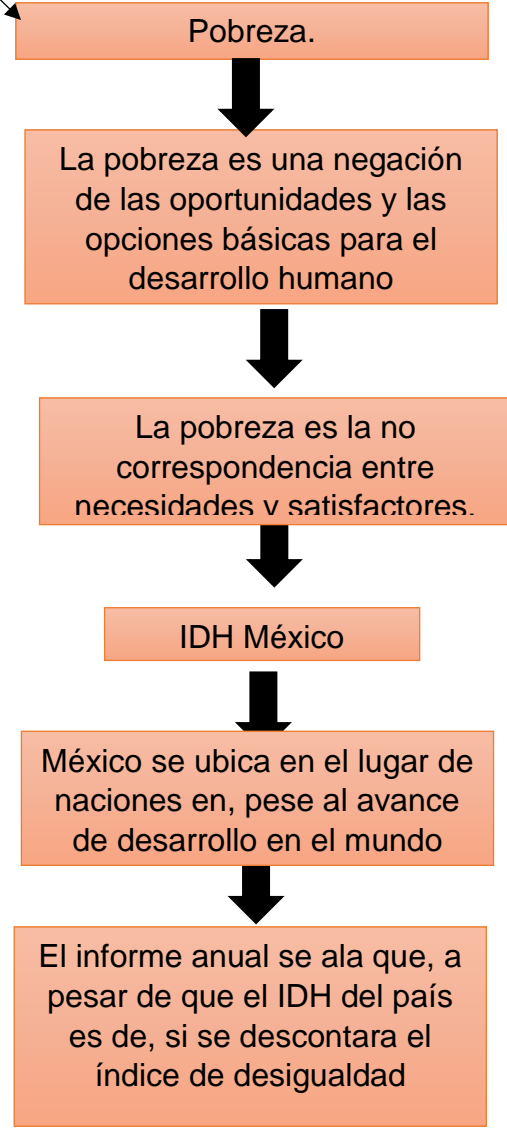 Pobreza.
La pobreza es una negación
de las oportunidades y las
opciones básicas para el
desarrollo humano
La pobreza es la no
correspondencia entre
necesidades y satisfactores.
IDH México
México se ubica en el lugar de
naciones en, pese al avance
de desarrollo en el mundo
El informe anual se ala que, a
pesar de que el IDH del país
es de, si se descontara el
índice de desigualdad